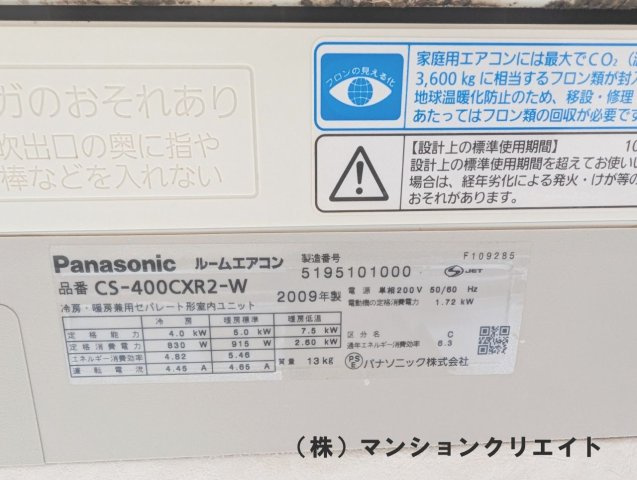 ガのおそれあり
吹出口の奥に指や
棒などを入れない
フロンの見える化
家庭用エアコンには最大でCO₂(温
3,600kgに相当するフロン類が封入
地球温暖化防止のため、移設・修理
あたってはフロン類の回収が必要です
【設計上の標準使用期間】 10
設計上の標準使用期間を超えてお使いい
場合は、経年劣化による発火・けが等の
おそれがあります。
Panasonic ルームエアコン
品番 CS-400CXR2-W
冷房・暖房兼用セパレート形室内ユニット
製造番号 F109285
5195101000 S JET
2009年製
電源 単相200V 50/60 Hz
電動機の定格消費電力 1.72 kW
冷房 暖房標準 暖房低温
定格能力 4.0 kW 5.0 kW 7.5 kW
定格消費電力 830 W 915 W 2.60 kW
エネルギー消費効率 4.82 5.46
運転電流 4.45 A 4.65 A
質量 13kg
区分名 C
通年エネルギー消費効率 6.3
PSE パナソニック株式会社
(株)マンションクリエイト